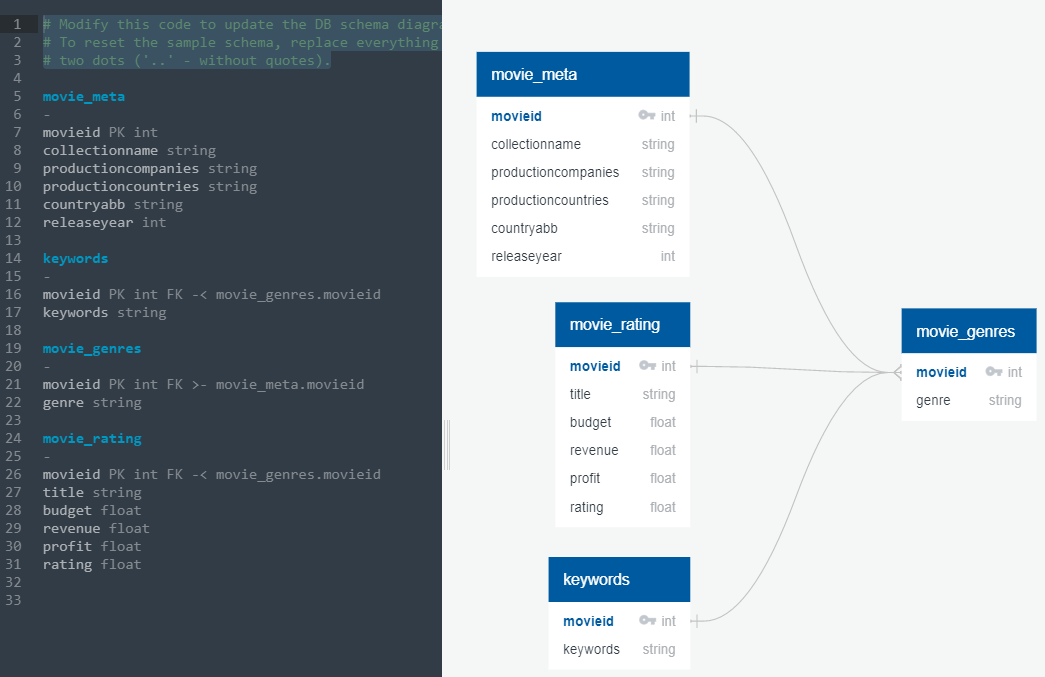 1 # Modify this code to update the DB schema diagra
2 # To reset the sample schema, replace everything
3 # two dots ('..' - without quotes).
4
5 movie_meta
6 -
7 movieid PK int
8 collectionname string
9 productioncompanies string
10 productioncountries string
11 countryabb string
12 releaseyear int
13
14 keywords
15 -
16 movieid PK int FK -< movie_genres.movieid
17 keywords string
18
19 movie_genres
20 -
21 movieid PK int FK >- movie_meta.movieid
22 genre string
23
24 movie_rating
25 -
26 movieid PK int FK -< movie_genres.movieid
27 title string
28 budget float
29 revenue float
30 profit float
31 rating float
32
33
movie_meta
movieid int
collectionname string
productioncompanies string
productioncountries string
countryabb string
releaseyear int
movie_rating
movieid int
title string
budget float
revenue float
profit float
rating float
keywords
movieid int
keywords string
movie_genres
movieid int
genre string